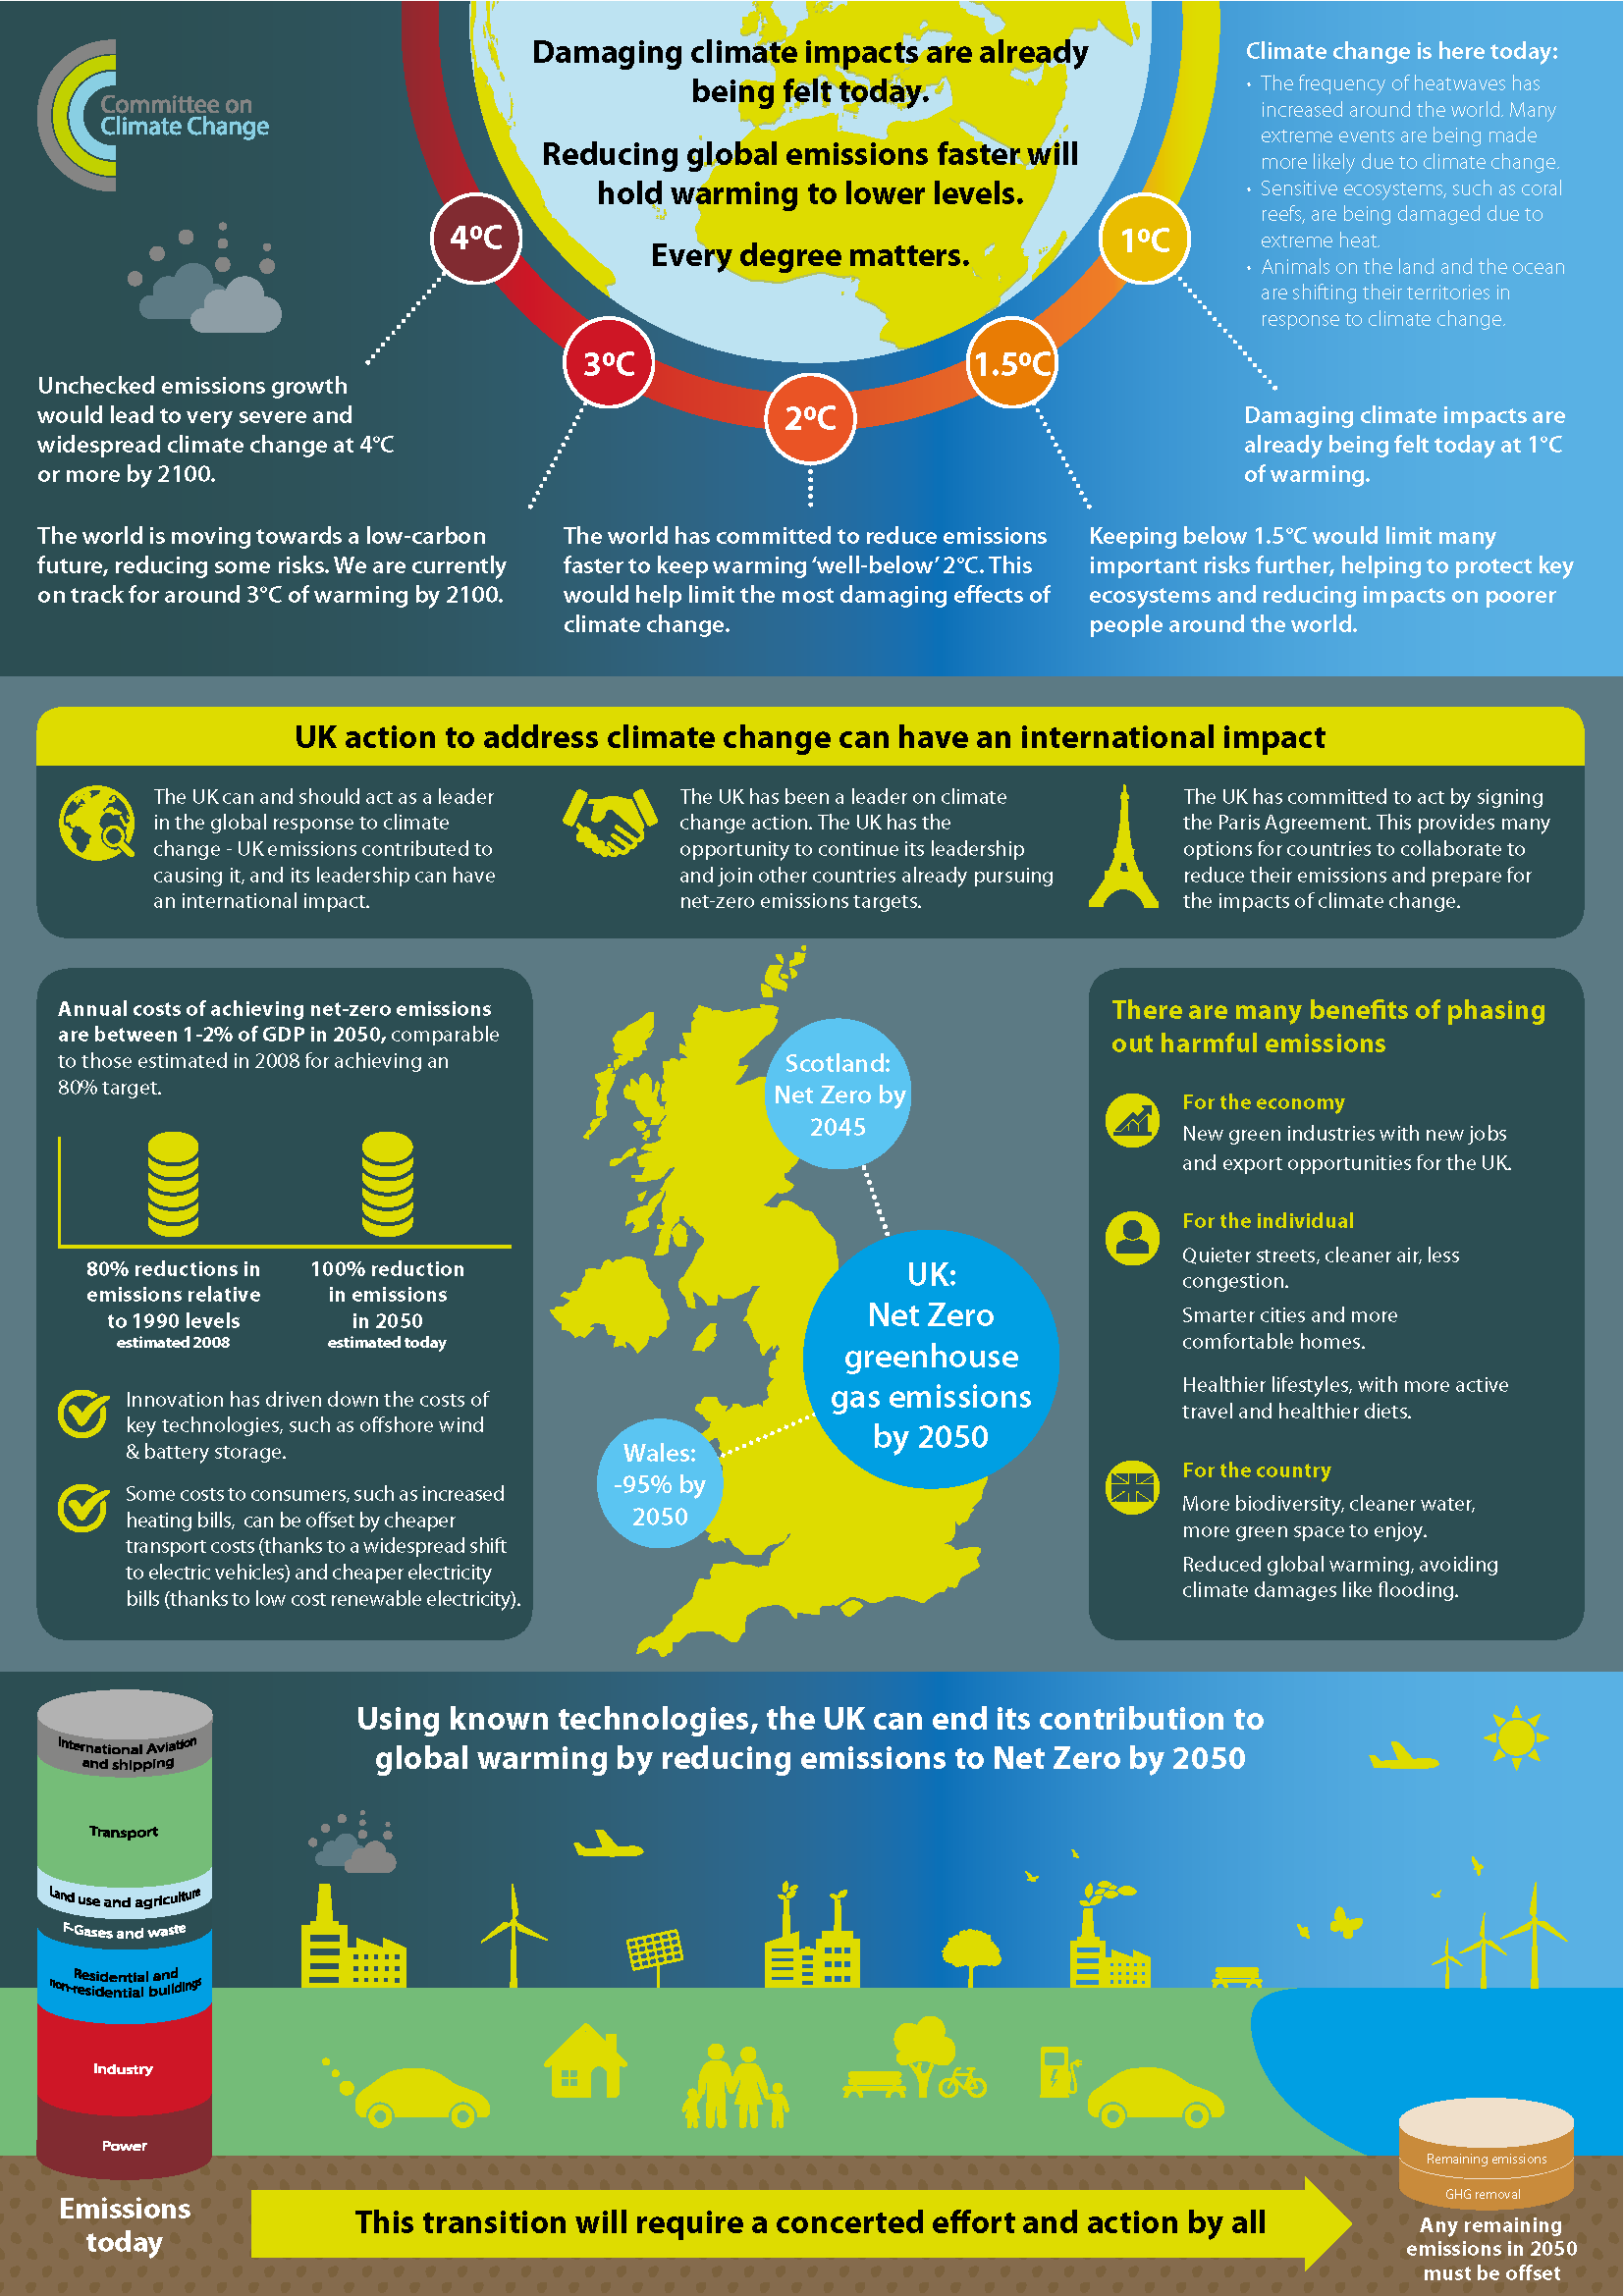 Committee on
Climate Change
Damaging climate impacts are already
being felt today.
Reducing global emissions faster will
hold warming to lower levels.
Every degree matters.
Climate change is here today:
• The frequency of heatwaves has
increased around the world. Many
extreme events are being made
more likely due to climate change.
• Sensitive ecosystems, such as coral
reefs, are being damaged due to
extreme heat.
• Animals on the land and the ocean
are shifting their territories in
response to climate change.
4°C
3°C
2°C
1.5°C
1°C
Unchecked emissions growth
would lead to very severe and
widespread climate change at 4°C
or more by 2100.
Damaging climate impacts are
already being felt today at 1°C
of warming.
The world is moving towards a low-carbon
future, reducing some risks. We are currently
on track for around 3°C of warming by 2100.
The world has committed to reduce emissions
faster to keep warming ‘well-below’ 2°C. This
would help limit the most damaging effects of
climate change.
Keeping below 1.5°C would limit many
important risks further, helping to protect key
ecosystems and reducing impacts on poorer
people around the world.
UK action to address climate change can have an international impact
The UK can and should act as a leader
in the global response to climate
change - UK emissions contributed to
causing it, and its leadership can have
an international impact.
The UK has been a leader on climate
change action. The UK has the
opportunity to continue its leadership
and join other countries already pursuing
net-zero emissions targets.
The UK has committed to act by signing
the Paris Agreement. This provides many
options for countries to collaborate to
reduce their emissions and prepare for
the impacts of climate change.
Annual costs of achieving net-zero emissions
are between 1-2% of GDP in 2050, comparable
to those estimated in 2008 for achieving an
80% target.
80% reductions in
emissions relative
to 1990 levels
estimated 2008
100% reduction
in emissions
in 2050
estimated today
Innovation has driven down the costs of
key technologies, such as offshore wind
& battery storage.
Some costs to consumers, such as increased
heating bills, can be offset by cheaper
transport costs (thanks to a widespread shift
to electric vehicles) and cheaper electricity
bills (thanks to low cost renewable electricity).
Scotland:
Net Zero by
2045
UK:
Net Zero
greenhouse
gas emissions
by 2050
Wales:
-95% by
2050
There are many benefits of phasing
out harmful emissions
For the economy
New green industries with new jobs
and export opportunities for the UK.
For the individual
Quieter streets, cleaner air, less
congestion.
Smarter cities and more
comfortable homes.
Healthier lifestyles, with more active
travel and healthier diets.
For the country
More biodiversity, cleaner water,
more green space to enjoy.
Reduced global warming, avoiding
climate damages like flooding.
Using known technologies, the UK can end its contribution to
global warming by reducing emissions to Net Zero by 2050
International Aviation
and shipping
Transport
Land use and agriculture
F-Gases and waste
Residential and
non-residential buildings
Industry
Power
Emissions
today
This transition will require a concerted effort and action by all
Remaining emissions
GHG removal
Any remaining
emissions in 2050
must be offset